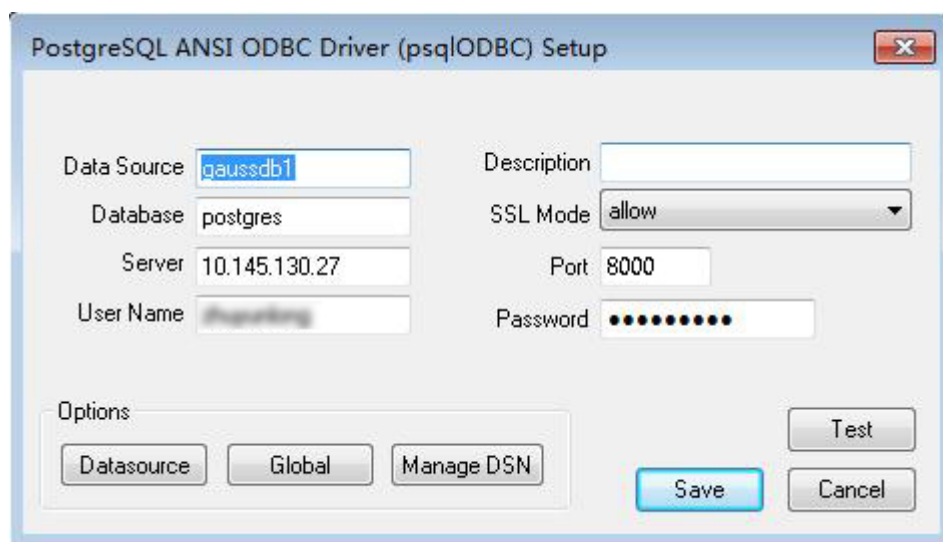 PostgreSQL ANSI ODBC Driver (psqlODBC) Setup
Data Source gaussdb1 Description
Database postgres SSL Mode allow
Server 10.145.130.27 Port 8000
User Name Password ●●●●●●●●●
Options
Datasource Global Manage DSN
Test
Save Cancel